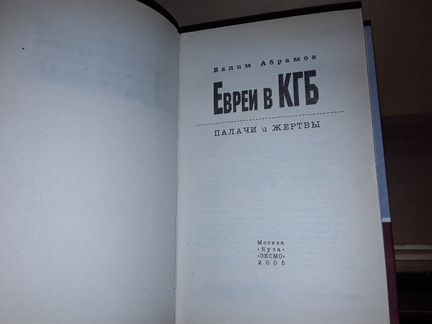 Вадим Абрамов
ЕВРЕИ В КГБ
ПАЛАЧИ и ЖЕРТВЫ
Москва
«Яуза»
«ЭКСМО»
2005